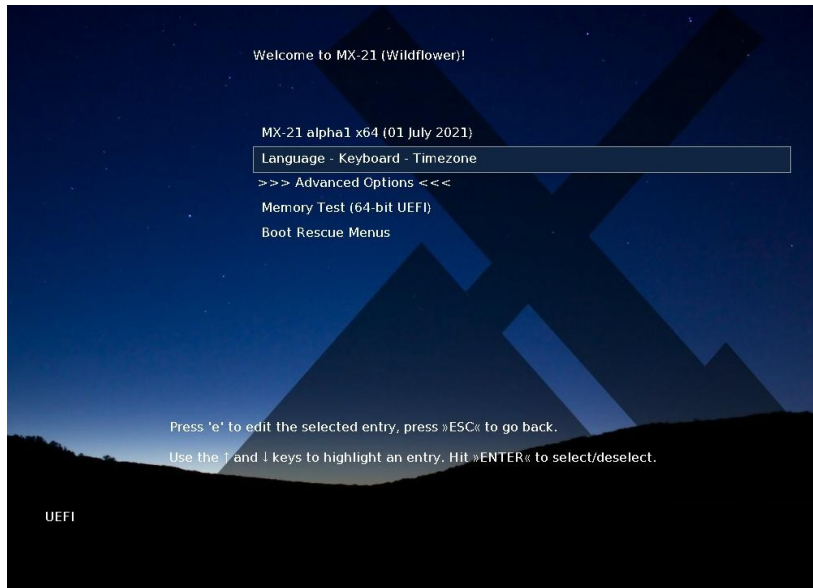 Welcome to MX-21 (Wildflower)!
MX-21 alpha1 x64 (01 July 2021)
Language - Keyboard - Timezone
>>> Advanced Options <<<
Memory Test (64-bit UEFI)
Boot Rescue Menus
Press 'e' to edit the selected entry, press »ESC« to go back.
Use the ↑ and ↓ keys to highlight an entry. Hit »ENTER« to select/deselect.
UEFI